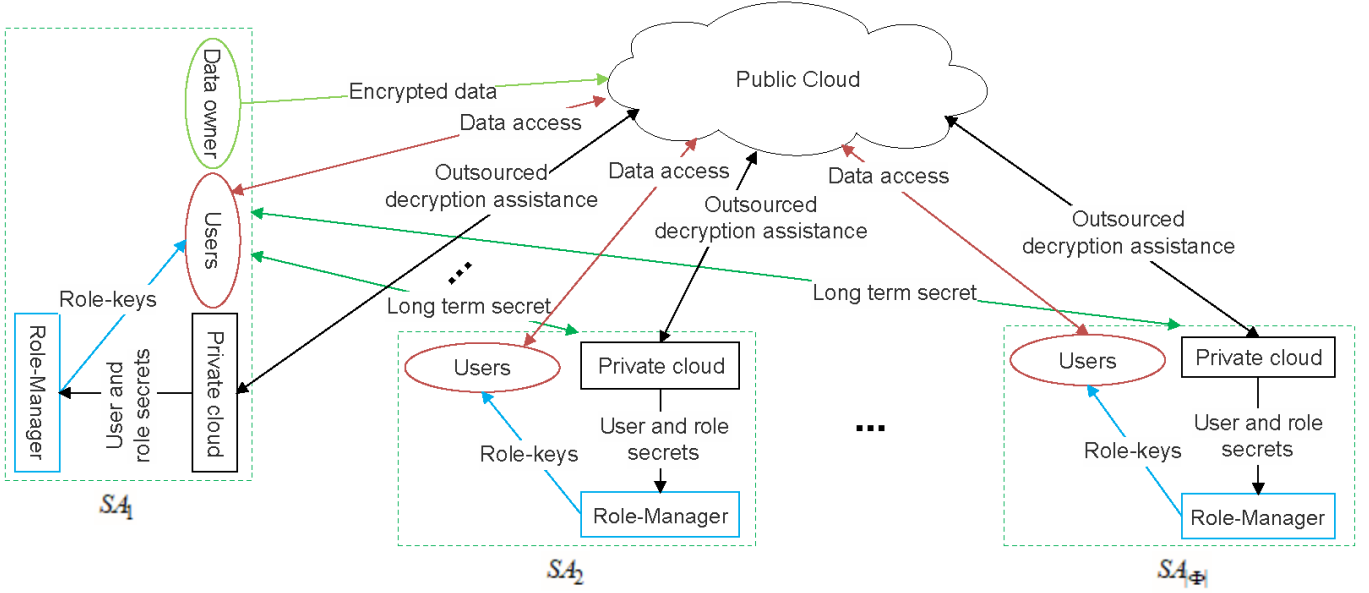 Public Cloud
Data owner
Encrypted data
Data access
Outsourced
decryption assistance
Users
Role-keys
Role-Manager
User and
role secrets
Private cloud
SA1
...
Long term secret
Data access
Outsourced
decryption assistance
Users
Private cloud
User and role
secrets
Role-keys
Role-Manager
SA2
...
Data access
Outsourced
decryption assistance
Long term secret
Users
Private cloud
User and role
secrets
Role-keys
Role-Manager
SA|Φ|